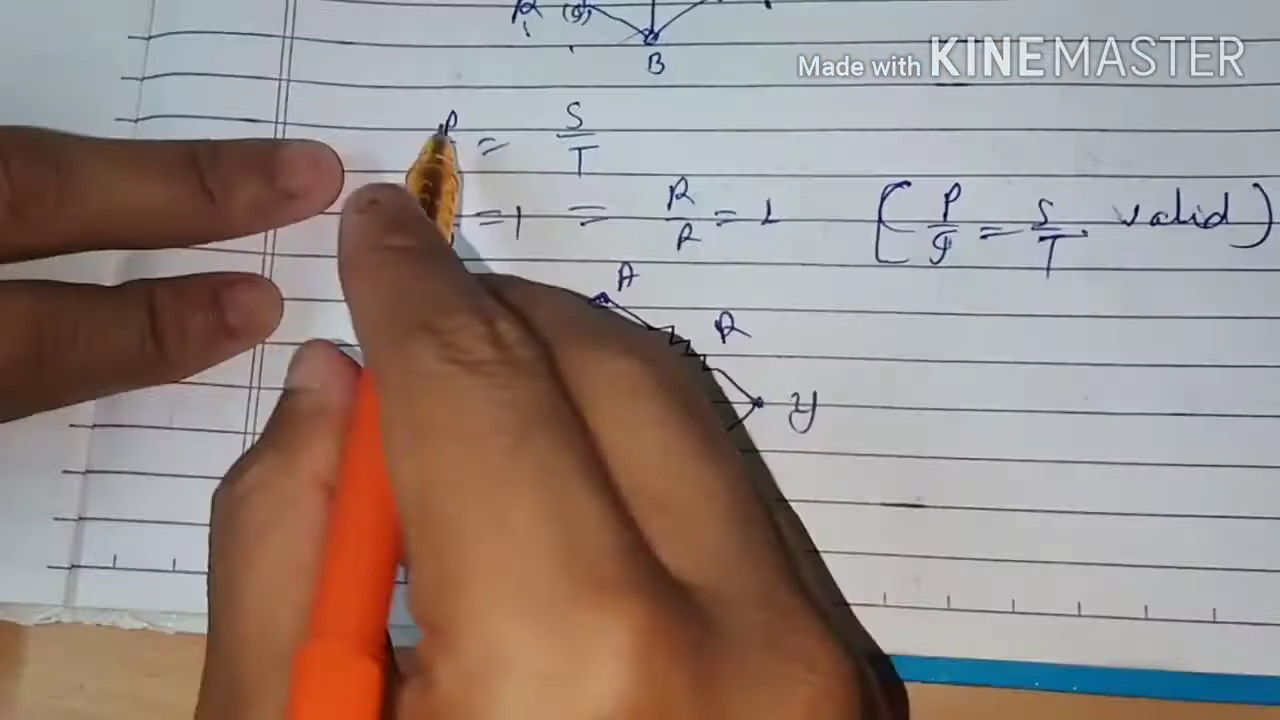 Made with KINEMASTER
R (Q)
B
P = S/T
= 1 = R/R = 1 [P/Q = S/T valid]
A
R
y